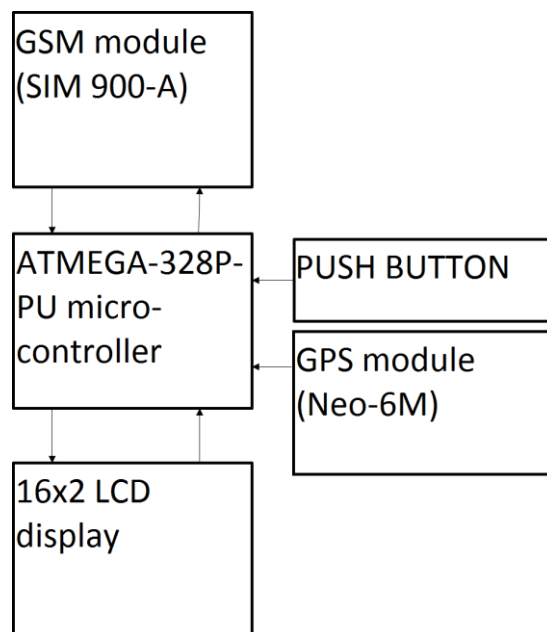 GSM module
(SIM 900-A)
ATMEGA-328P-
PU micro-
controller
PUSH BUTTON
GPS module
(Neo-6M)
16x2 LCD
display